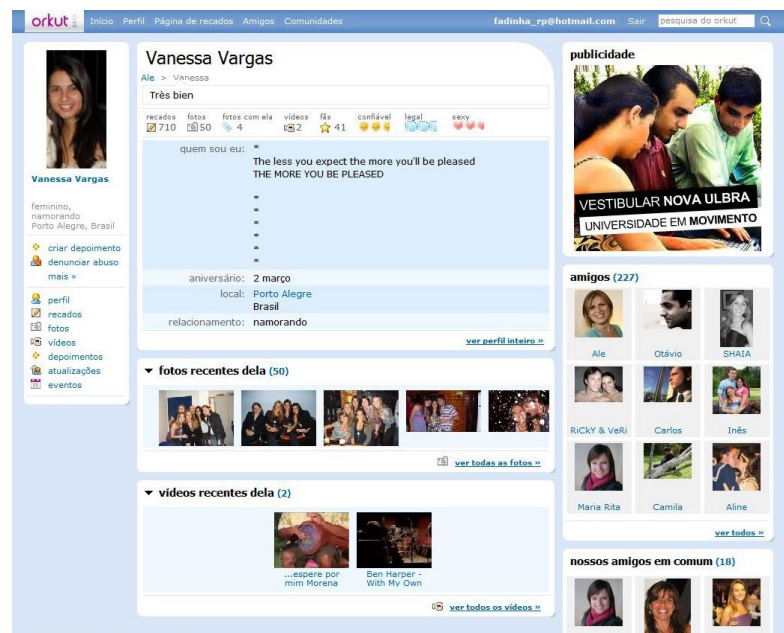 orkut Início Perfil Página de recados Amigos Comunidades fadinha_rp@hotmail.com Sair pesquisa do orkut
Vanessa Vargas
feminino,
namorando
Porto Alegre, Brasil
criar depoimento
denunciar abuso
mais »
perfil
recados
fotos
vídeos
depoimentos
atualizações
eventos
Vanessa Vargas
Ale > Vanessa
Très bien
recados fotos fotos com ela vídeos fãs confiável legal sexy
710 50 4 2 41
quem sou eu: *
The less you expect the more you'll be pleased
THE MORE YOU BE PLEASED
*
*
*
*
*
*
aniversário: 2 março
local: Porto Alegre
Brasil
relacionamento: namorando
ver perfil inteiro »
fotos recentes dela (50)
ver todas as fotos »
vídeos recentes dela (2)
...espere por Ben Harper -
mim Morena With My Own
ver todos os vídeos »
publicidade
VESTIBULAR NOVA ULBRA
UNIVERSIDADE EM MOVIMENTO
amigos (227)
Ale Otávio SHAIA
RiCkY & VeRi Carlos Inês
Maria Rita Camila Aline
ver todos »
nossos amigos em comum (18)